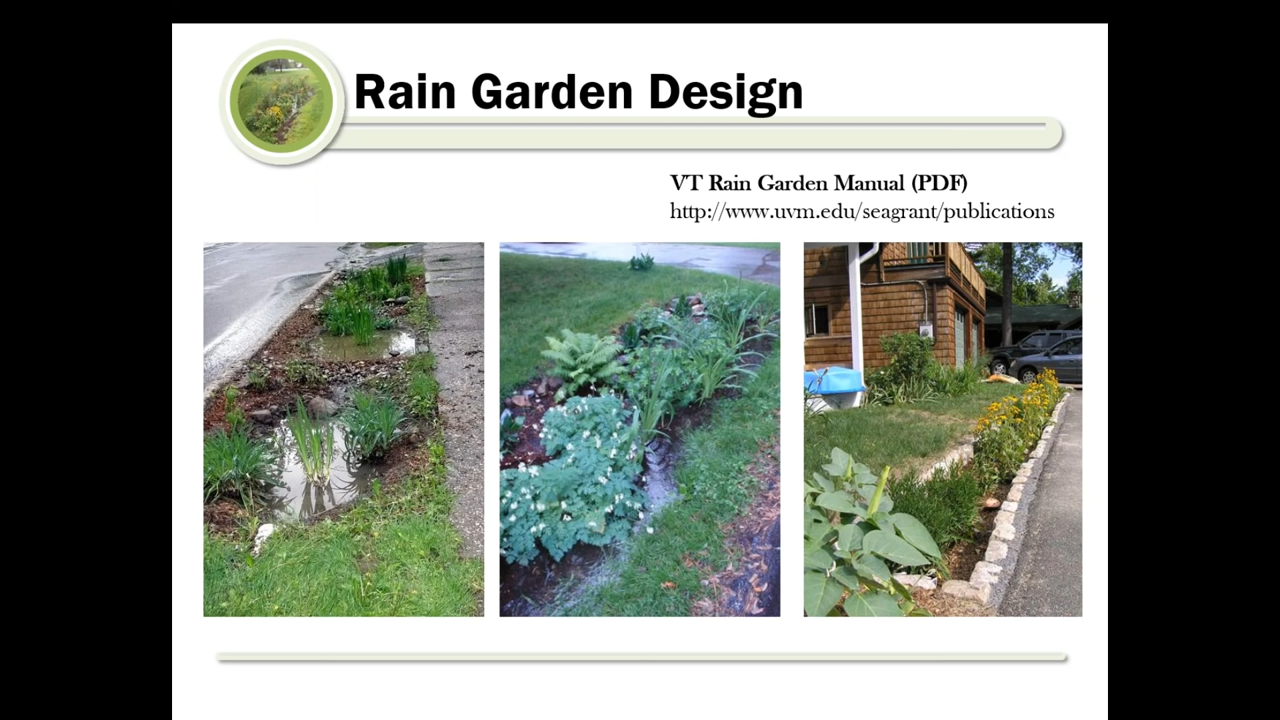 Rain Garden Design
VT Rain Garden Manual (PDF)
http://www.uvm.edu/seagrant/publications